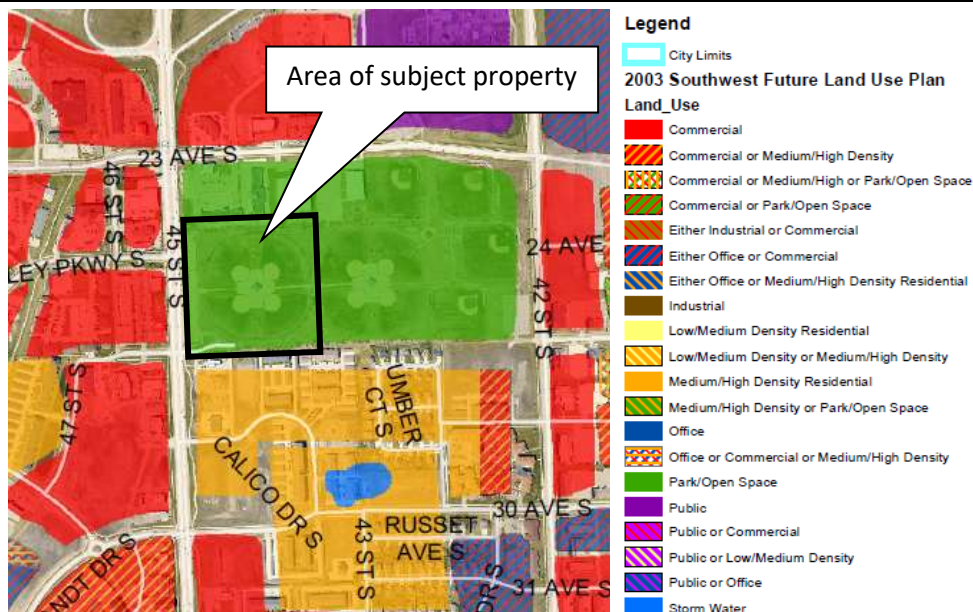 Area of subject property
23 AVE S
46 ST S
45 ST S
LEY PKWY S
24 AVE
42 ST S
47 ST S
UMBER
CT S
CALICO DR S
43 ST S
RUSSET
AVE S
30 AVE S
31 AVE S
NDT DR S
DR S
Legend
City Limits
2003 Southwest Future Land Use Plan
Land_Use
Commercial
Commercial or Medium/High Density
Commercial or Medium/High or Park/Open Space
Commercial or Park/Open Space
Either Industrial or Commercial
Either Office or Commercial
Either Office or Medium/High Density Residential
Industrial
Low/Medium Density Residential
Low/Medium Density or Medium/High Density
Medium/High Density Residential
Medium/High Density or Park/Open Space
Office
Office or Commercial or Medium/High Density
Park/Open Space
Public
Public or Commercial
Public or Low/Medium Density
Public or Office
Storm Water